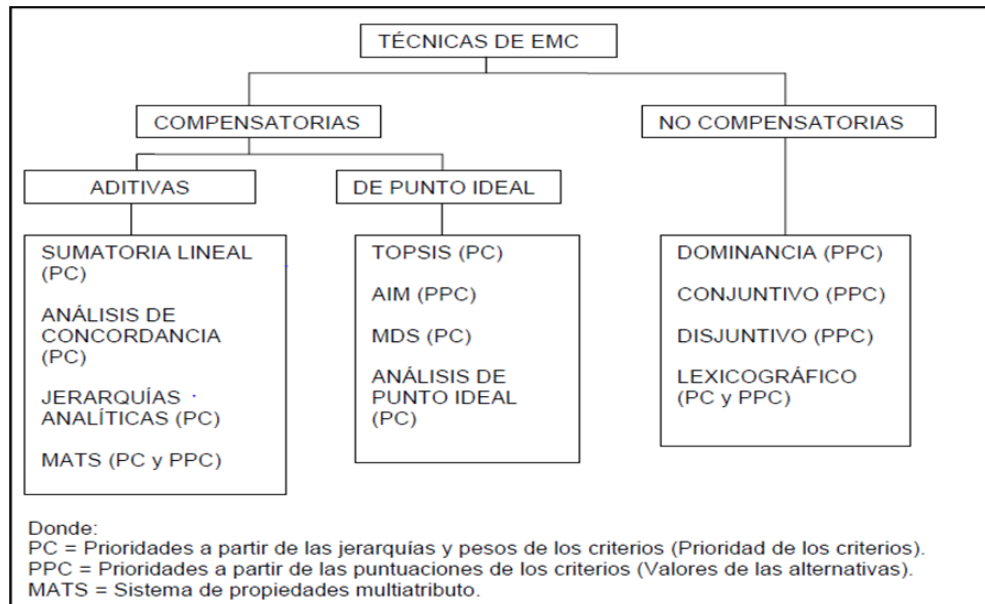 TÉCNICAS DE EMC
COMPENSATORIAS
NO COMPENSATORIAS
ADITIVAS
DE PUNTO IDEAL
SUMATORIA LINEAL
(PC)
ANÁLISIS DE
CONCORDANCIA
(PC)
JERARQUÍAS
ANALÍTICAS (PC)
MATS (PC y PPC)
TOPSIS (PC)
AIM (PPC)
MDS (PC)
ANÁLISIS DE
PUNTO IDEAL
(PC)
DOMINANCIA (PPC)
CONJUNTIVO (PPC)
DISJUNTIVO (PPC)
LEXICOGRÁFICO
(PC y PPC)
Donde:
PC = Prioridades a partir de las jerarquías y pesos de los criterios (Prioridad de los criterios).
PPC = Prioridades a partir de las puntuaciones de los criterios (Valores de las alternativas).
MATS = Sistema de propiedades multiatributo.